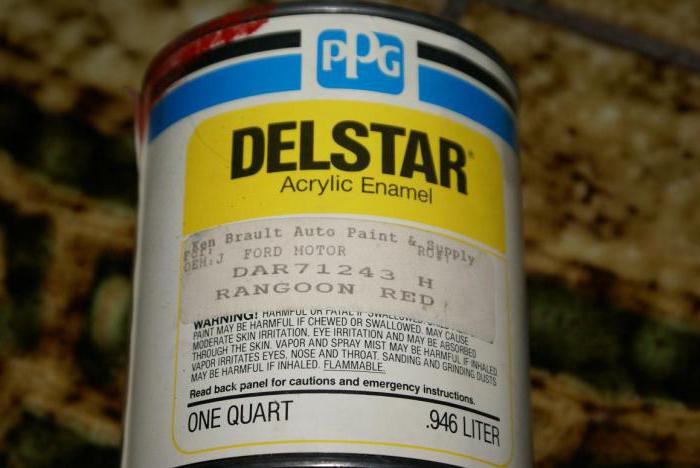 PPG
DELSTAR
Acrylic Enamel
Ken Brault Auto Paint & Supply
FOR: RO#:
OEM:J FORD MOTOR
DAR71243 H
RANGOON RED
WARNING! HARMFUL OR FATAL IF SWALLOWED.
PAINT MAY BE HARMFUL IF CHEWED OR SWALLOWED. MAY CAUSE
MODERATE SKIN IRRITATION. EYE IRRITATION AND MAY BE ABSORBED
THROUGH THE SKIN. VAPOR AND SPRAY MIST MAY BE HARMFUL IF INHALED.
VAPOR IRRITATES EYES, NOSE AND THROAT. SANDING AND GRINDING DUSTS
MAY BE HARMFUL IF INHALED. FLAMMABLE
Read back panel for cautions and emergency instructions.
ONE QUART .946 LITER